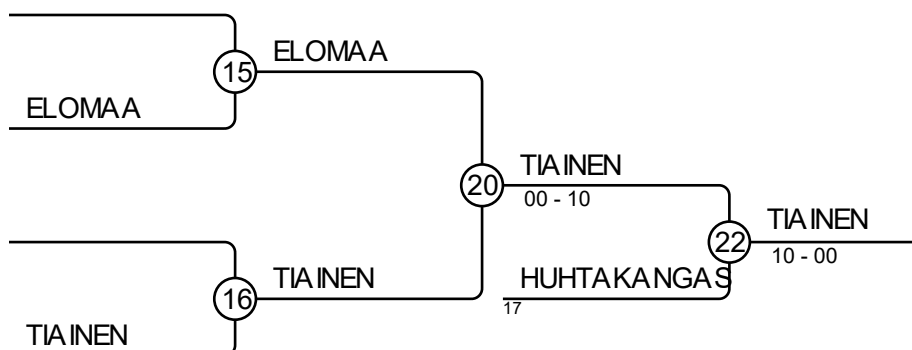 ELOMAA
15
ELOMAA
TIAINEN
20
00 - 10
TIAINEN
22
10 - 00
TIAINEN
16
HUHTAKANGAS
17
TIAINEN